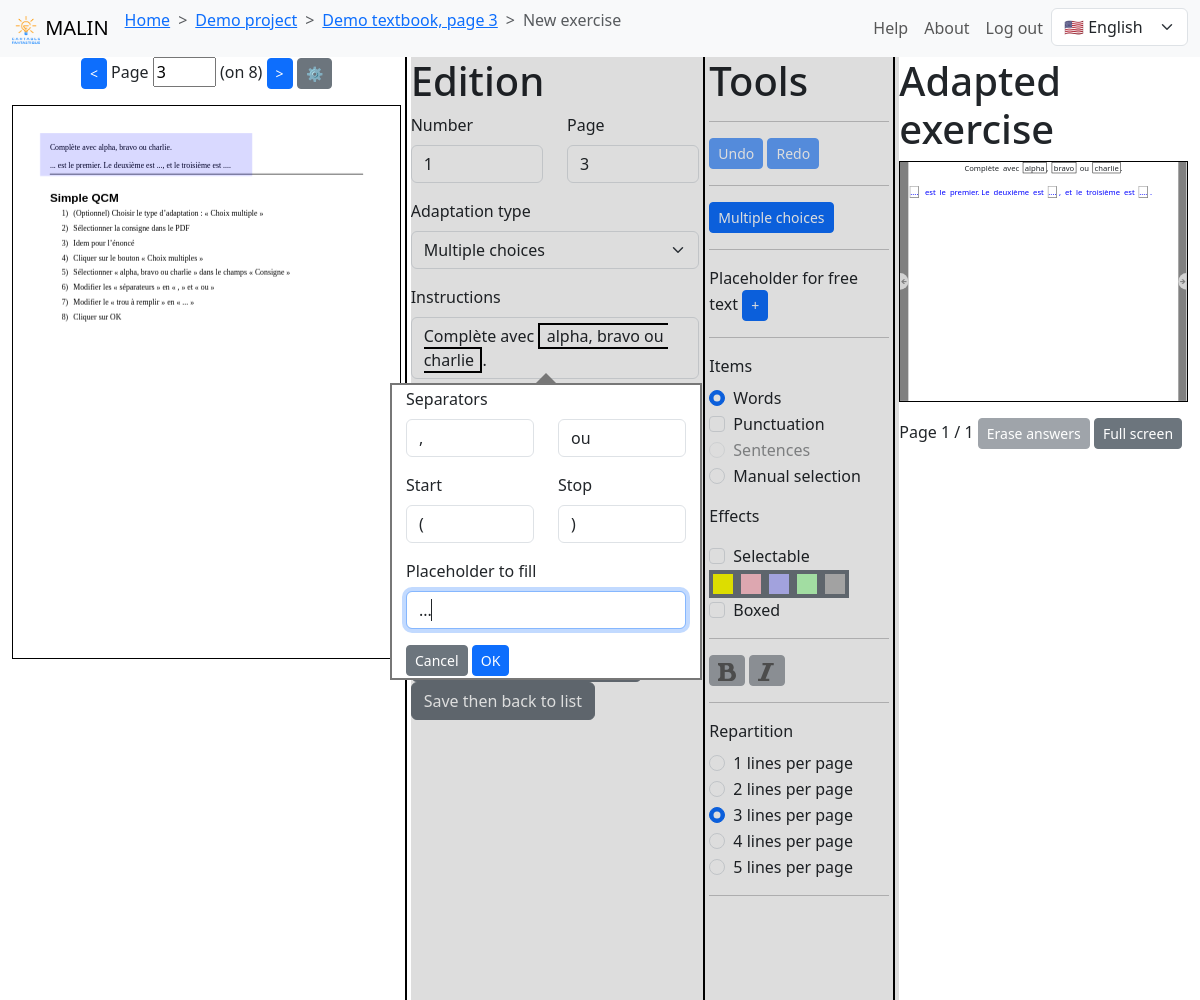 MALIN
Home > Demo project > Demo textbook, page 3 > New exercise
Help About Log out 🇺🇸 English
< Page 3 (on 8) > ⚙️
Complète avec alpha, bravo ou charlie.
... est le premier. Le deuxième est ..., et le troisième est ....
Simple QCM
1) (Optionnel) Choisir le type d'adaptation : « Choix multiple »
2) Sélectionner la consigne dans le PDF
3) Idem pour l'énoncé
4) Cliquer sur le bouton « Choix multiples »
5) Sélectionner « alpha, bravo ou charlie » dans le champs « Consigne »
6) Modifier les « séparateurs » en « , » et « ou »
7) Modifier le « trou à remplir » en « ... »
8) Cliquer sur OK
Edition
Number Page
1 3
Adaptation type
Multiple choices
Instructions
Complète avec alpha, bravo ou
charlie .
Separators
, ou
Start Stop
( )
Placeholder to fill
...
Cancel OK
Save then back to list
Tools
Undo Redo
Multiple choices
Placeholder for free
text +
Items
Words
Punctuation
Sentences
Manual selection
Effects
Selectable
Boxed
B I
Repartition
1 lines per page
2 lines per page
3 lines per page
4 lines per page
5 lines per page
Adapted
exercise
Complète avec alpha, bravo ou charlie.
... est le premier. Le deuxième est ..., et le troisième est ... .
Page 1 / 1 Erase answers Full screen